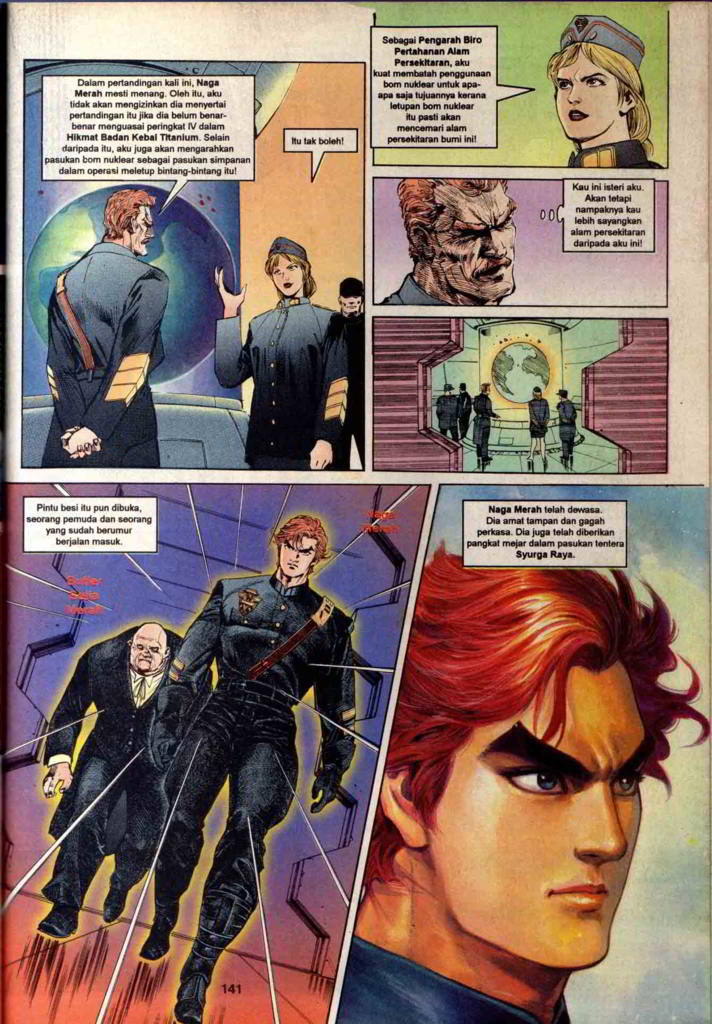 Dalam pertandingan kali ini, Naga
Merah mesti menang. Oleh itu, aku
tidak akan mengizinkan dia menyertai
pertandingan itu jika dia belum benar-
benar menguasai peringkat IV dalam
Hikmat Badan Kebal Titanium. Selain
daripada itu, aku juga akan mengarahkan
pasukan bom nuklear sebagai pasukan simpanan
dalam operasi meletup bintang-bintang itu!
Itu tak boleh!
Sebagai Pengarah Biro
Pertahanan Alam
Persekitaran, aku
kuat membatah penggunaan
bom nuklear untuk apa-
apa saja tujuannya kerana
letupan bom nuklear
itu pasti akan
mencemari alam
persekitaran bumi ini!
Kau ini isteri aku.
Akan tetapi
nampaknya kau
lebih sayangkan
alam persekitaran
daripada aku ini!
Pintu besi itu pun dibuka,
seorang pemuda dan seorang
yang sudah berumur
berjalan masuk.
Naga
Merah
Butler
Setia
Merah
Naga Merah telah dewasa.
Dia amat tampan dan gagah
perkasa. Dia juga telah diberikan
pangkat mejar dalam pasukan tentera
Syurga Raya.
141